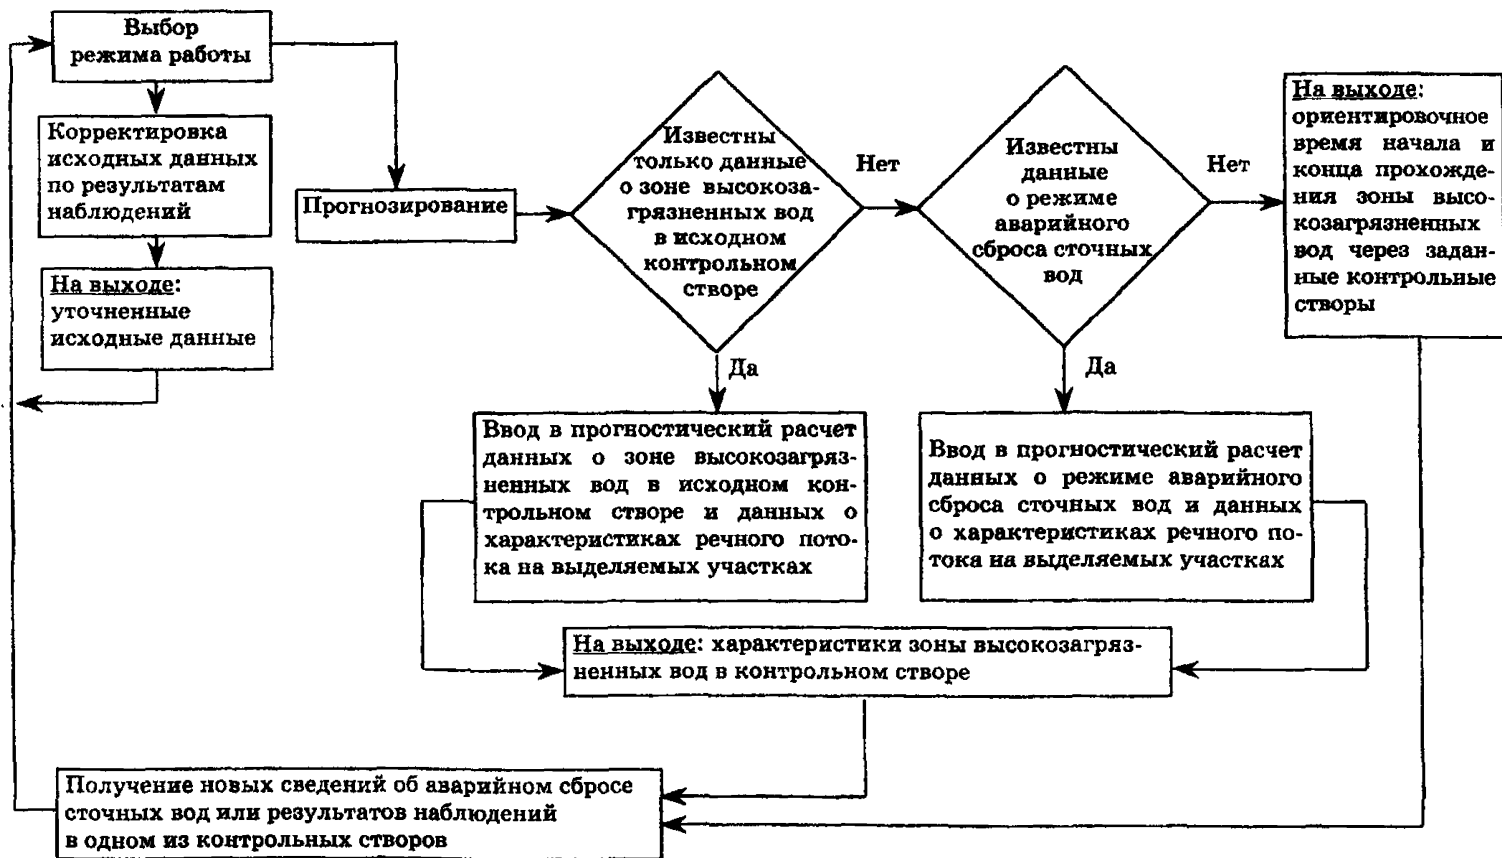 Выбор
режима работы
Корректировка
исходных данных
по результатам
наблюдений
На выходе:
уточненные
исходные данные
Прогнозирование
Известны
только данные
о зоне высокоза-
грязненных вод
в исходном
контрольном
створе
Нет
Да
Известны
данные
о режиме
аварийного
сброса сточных
вод
Нет
Да
На выходе:
ориентировочное
время начала и
конца прохожде-
ния зоны высо-
козагрязненных
вод через задан-
ные контрольные
створы
Ввод в прогностический расчет
данных о зоне высокозагряз-
ненных вод в исходном кон-
трольном створе и данных о
характеристиках речного пото-
ка на выделяемых участках
Ввод в прогностический расчет
данных о режиме аварийного
сброса сточных вод и данных
о характеристиках речного по-
тока на выделяемых участках
На выходе: характеристики зоны высокозагряз-
ненных вод в контрольном створе
Получение новых сведений об аварийном сбросе
сточных вод или результатов наблюдений
в одном из контрольных створов